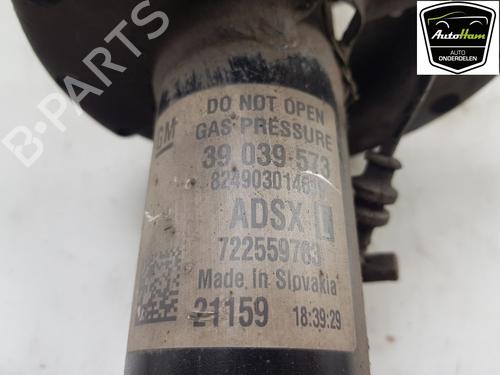 AutoHam
AUTO
ONDERDELEN
DO NOT OPEN
GM GAS PRESSURE
39 039 573
ADSX L
722559763
Made in Slovakia
21159 18:39:29
B-Parts